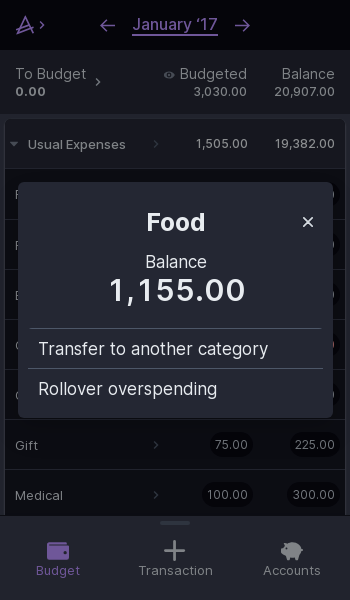 January ‘17
To Budget
Budgeted
Balance
0.00
3,030.00
20,907.00
Usual Expenses
1,505.00
19,382.00
Food
Balance
1,155.00
Transfer to another category
Rollover overspending
Gift
75.00
225.00
Medical
100.00
300.00
Budget
Transaction
Accounts